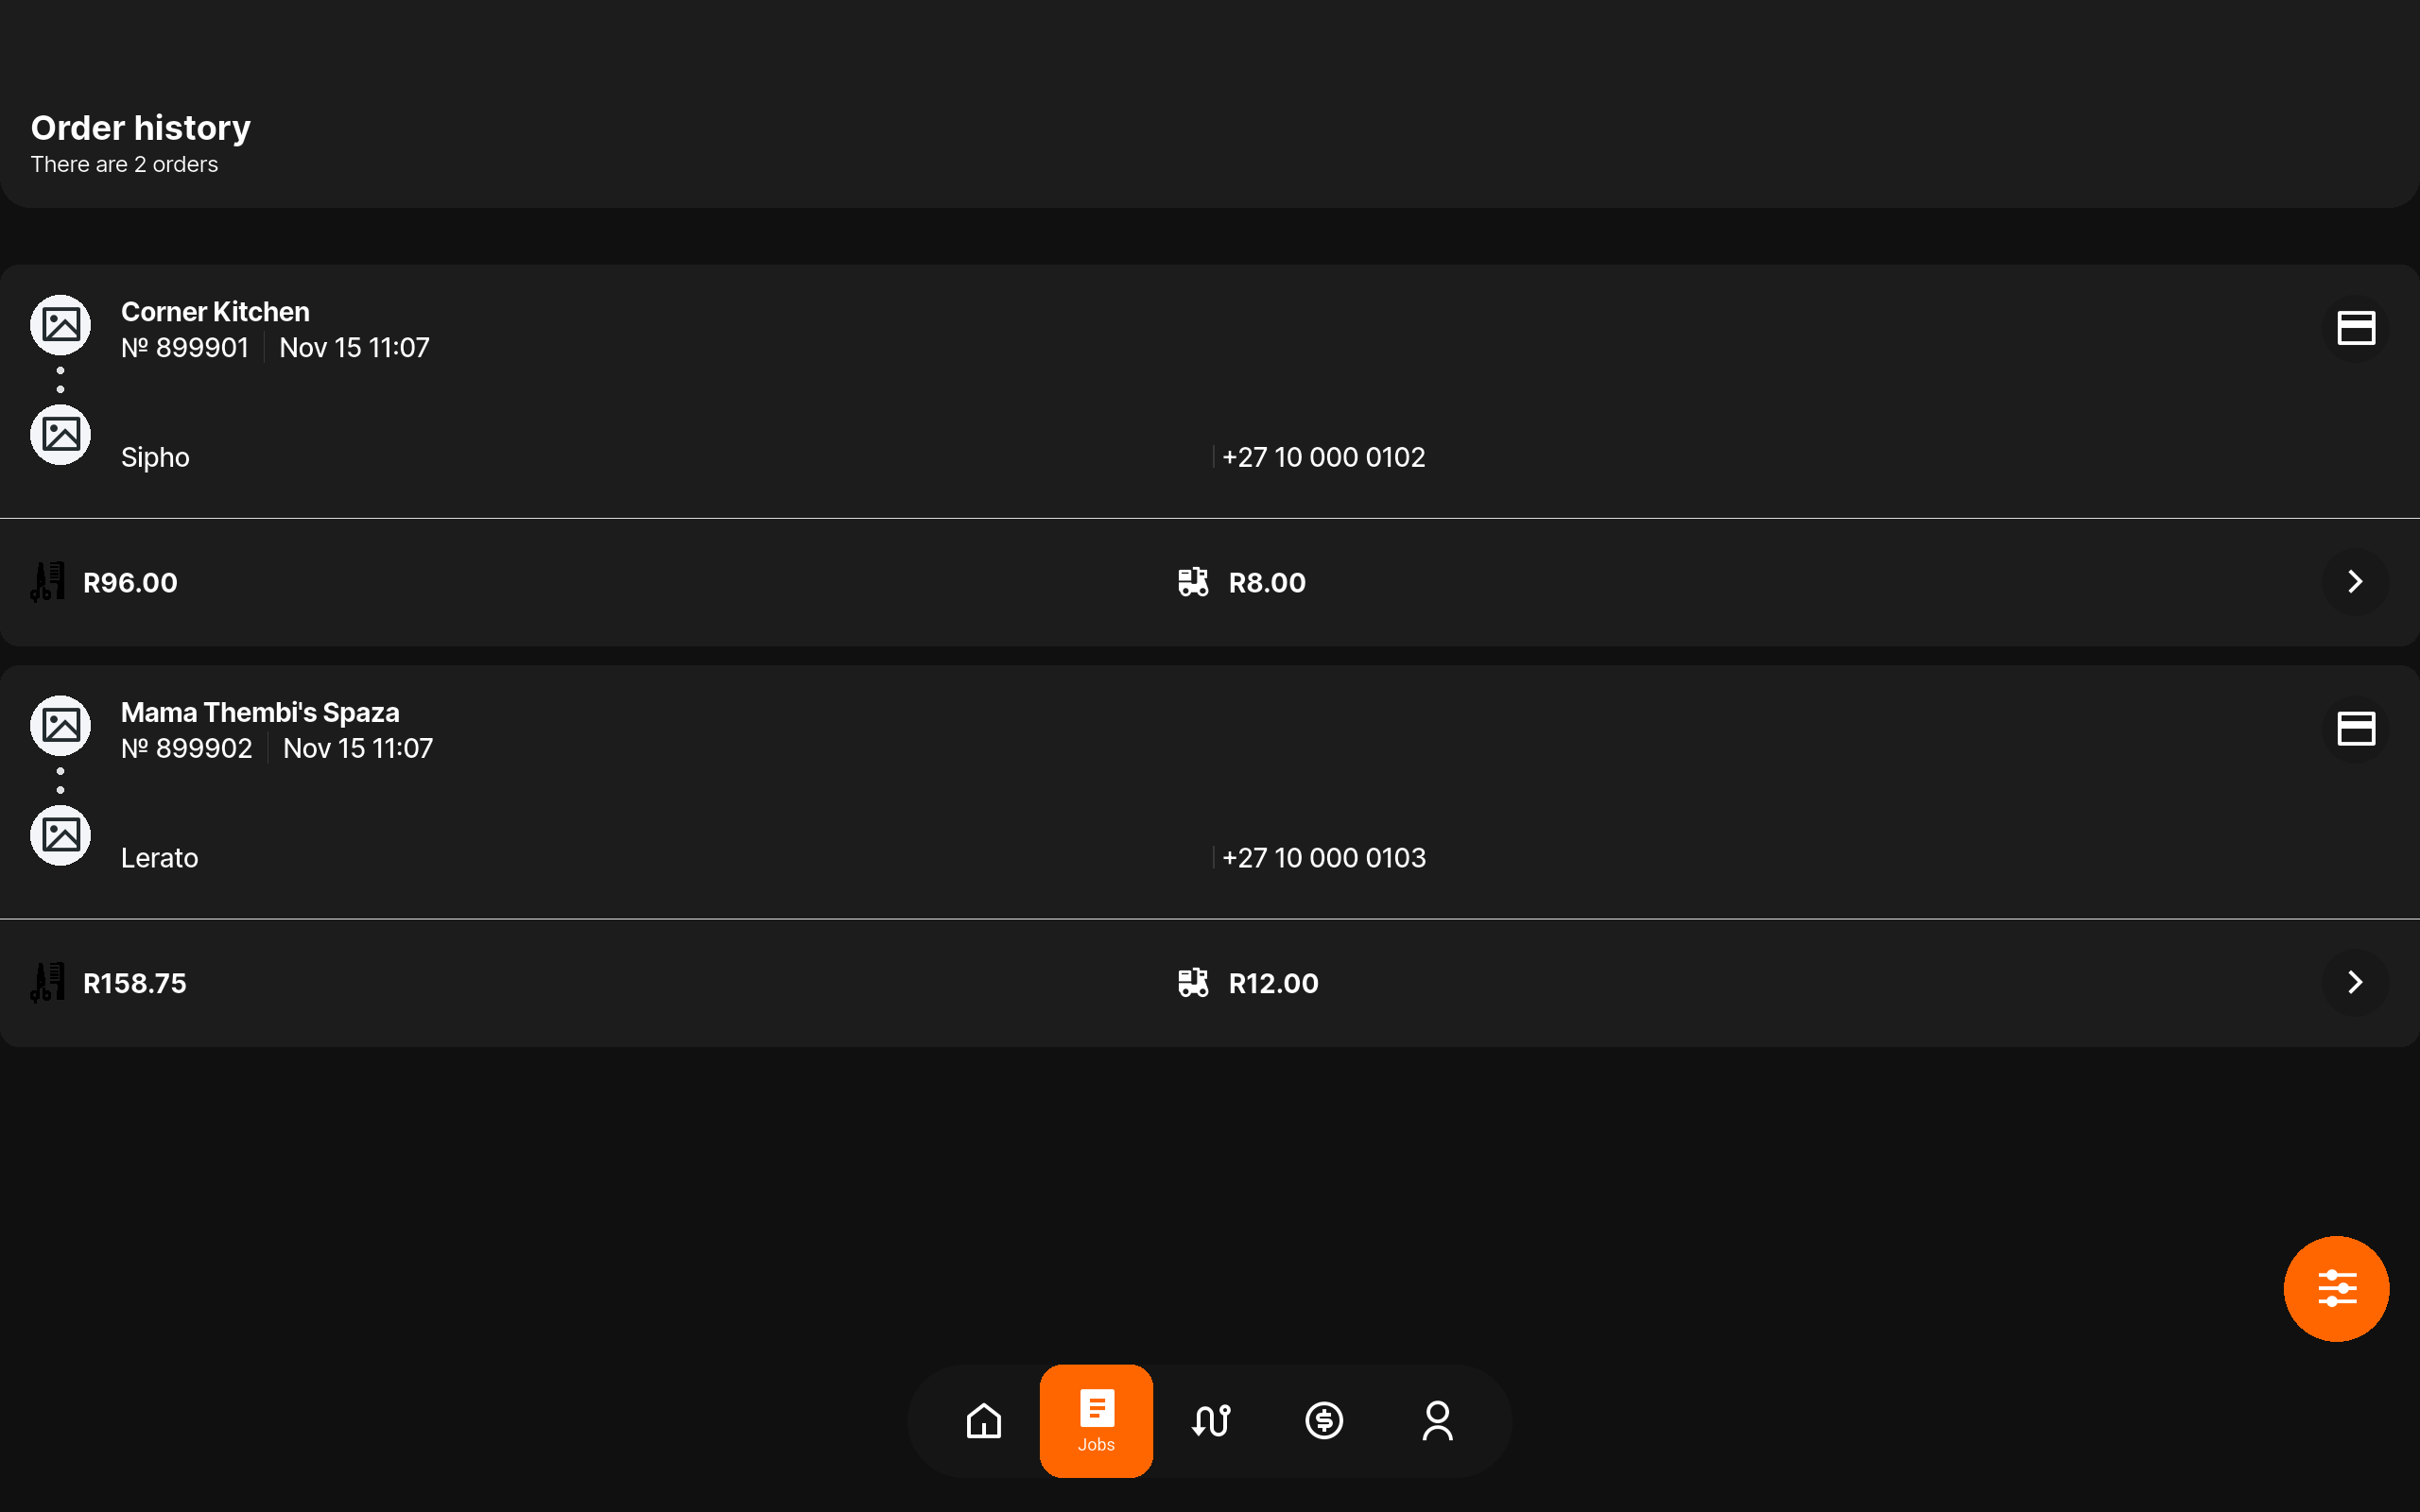 Order history
There are 2 orders
Corner Kitchen
№ 899901 Nov 15 11:07
Sipho +27 10 000 0102
R96.00 R8.00
Mama Thembi's Spaza
№ 899902 Nov 15 11:07
Lerato +27 10 000 0103
R158.75 R12.00
Jobs